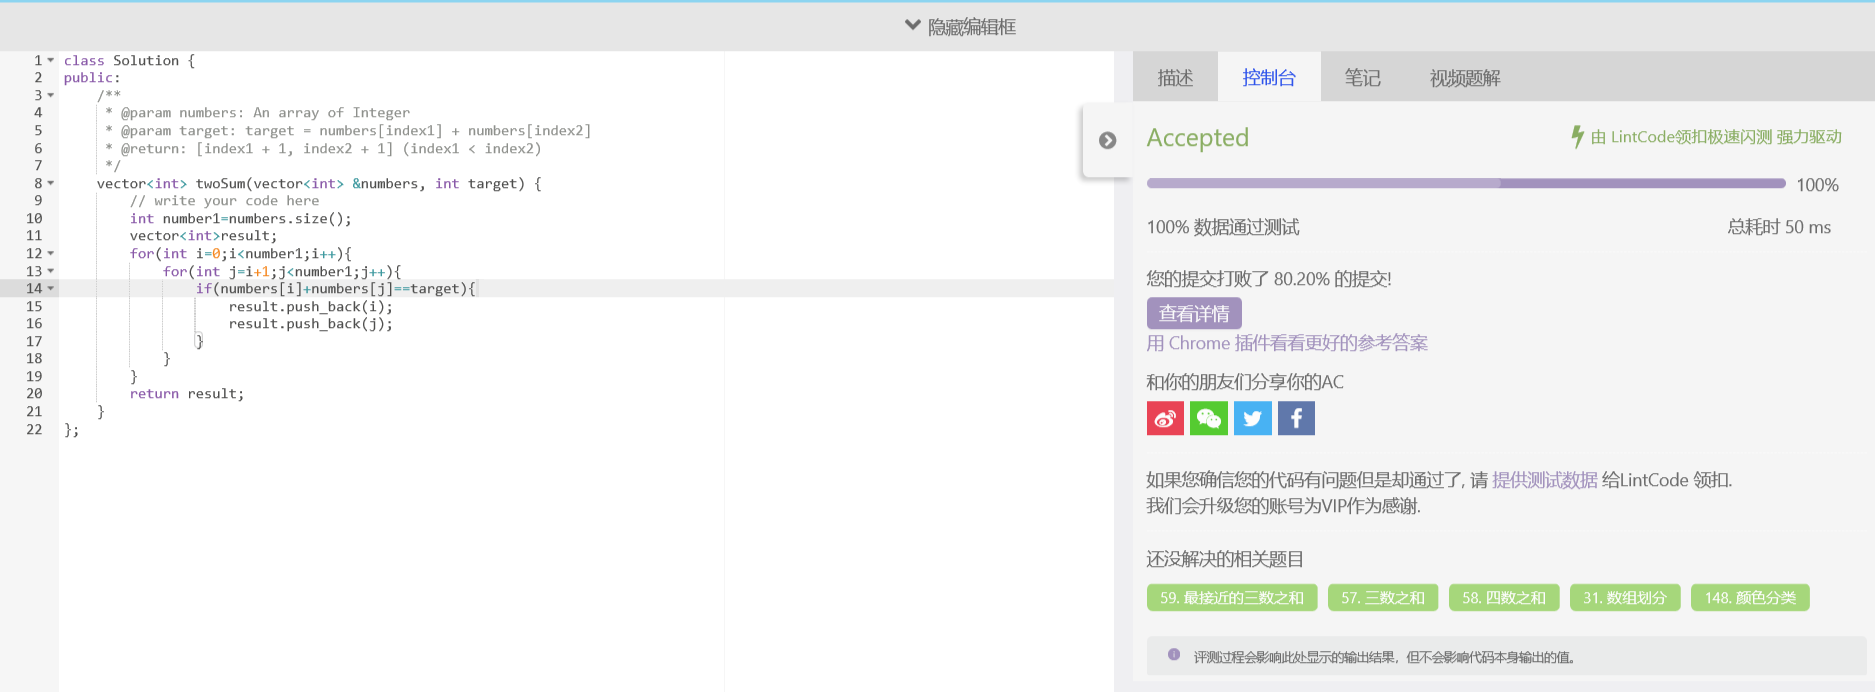 隐藏编辑框
1 class Solution {
2 public:
3 /**
4 * @param numbers: An array of Integer
5 * @param target: target = numbers[index1] + numbers[index2]
6 * @return: [index1 + 1, index2 + 1] (index1 < index2)
7 */
8 vector<int> twoSum(vector<int> &numbers, int target) {
9 // write your code here
10 int number1=numbers.size();
11 vector<int>result;
12 for(int i=0;i<number1;i++){
13 for(int j=i+1;j<number1;j++){
14 if(numbers[i]+numbers[j]==target){
15 result.push_back(i);
16 result.push_back(j);
17 }
18 }
19 }
20 return result;
21 }
22 };
描述 控制台 笔记 视频题解
Accepted 由 LintCode领扣极速闪测 强力驱动
100%
100% 数据通过测试 总耗时 50 ms
您的提交打败了 80.20% 的提交!
查看详情
用 Chrome 插件看看更好的参考答案
和你的朋友们分享你的AC
如果您确信您的代码有问题但是却通过了, 请 提供测试数据 给LintCode 领扣.
我们会升级您的账号为VIP作为感谢.
还没解决的相关题目
59. 最接近的三数之和 57. 三数之和 58. 四数之和 31. 数组划分 148. 颜色分类
评测过程会影响此处显示的输出结果，但不会影响代码本身输出的值。